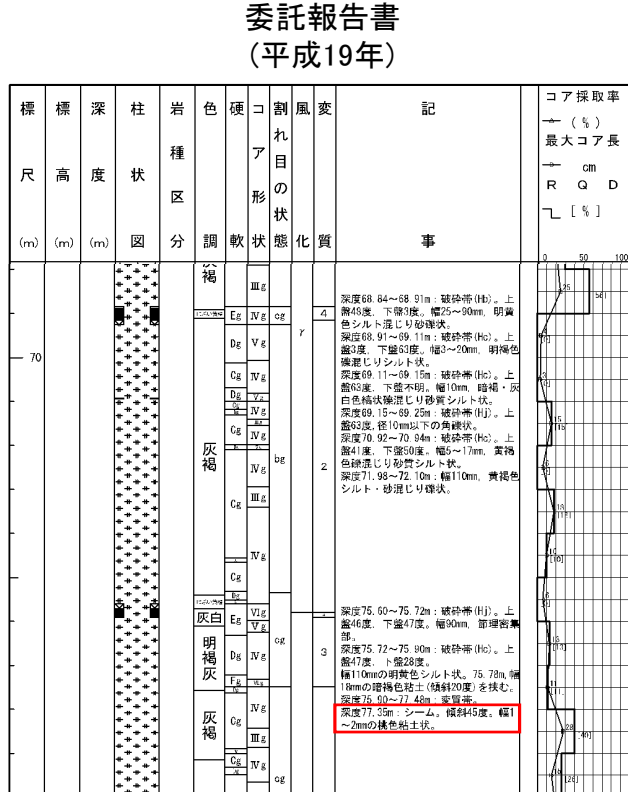 委託報告書
(平成19年)
標尺(m)
標高(m)
深度(m)
柱状図
岩種区分
色調
硬軟
コア形状
割れ目の状態
風化
変質
記事
コア採取率
(%)
最大コア長
cm
R Q D
[%]
0 50 100
70
灰褐
灰褐
灰白
明褐灰
灰褐
Ⅲg
Eg Ⅳg cg 4
Dg Ⅴg
γ
Cg Ⅳg
Dg
Ⅳg
Cg
bg
2
Ⅳg
Ⅲg
Cg
Ⅳg
Cg
Eg Ⅵg
Ⅴg
cg
Dg Ⅳg 3
Fg
Ⅳg
Cg
Ⅲg
Cg Ⅳg
cg
深度68.84～68.91m：破砕帯(Hb)。上
盤48度、下盤3度。幅25～90mm、明黄
色シルト混じり砂礫状。
深度68.91～69.11m：破砕帯(Hc)。上
盤3度、下盤63度。幅3～20mm、明褐色
礫混じりシルト状。
深度69.11～69.15m：破砕帯(Hc)。上
盤63度、下盤不明。幅10mm、暗褐・灰
白色縞状礫混じり砂質シルト状。
深度69.15～69.25m：破砕帯(Hj)。上
盤63度、径10mm以下の角礫状。
深度70.92～70.94m：破砕帯(Hc)。上
盤41度、下盤50度。幅5～17mm、黄褐
色礫混じり砂質シルト状。
深度71.98～72.10m：幅110mm、黄褐色
シルト・砂混じり礫状。
深度75.60～75.72m：破砕帯(Hj)。上
盤46度、下盤47度。幅90mm、節理密集
部。
深度75.72～75.90m：破砕帯(Hc)。上
盤47度、下盤28度。
幅110mmの明黄色シルト状。75.78m、幅
18mmの暗褐色粘土(傾斜20度)を挟む。
深度75.90～77.48m：変質帯。
深度77.35m：シーム。傾斜45度。幅1
～2mmの桃色粘土状。